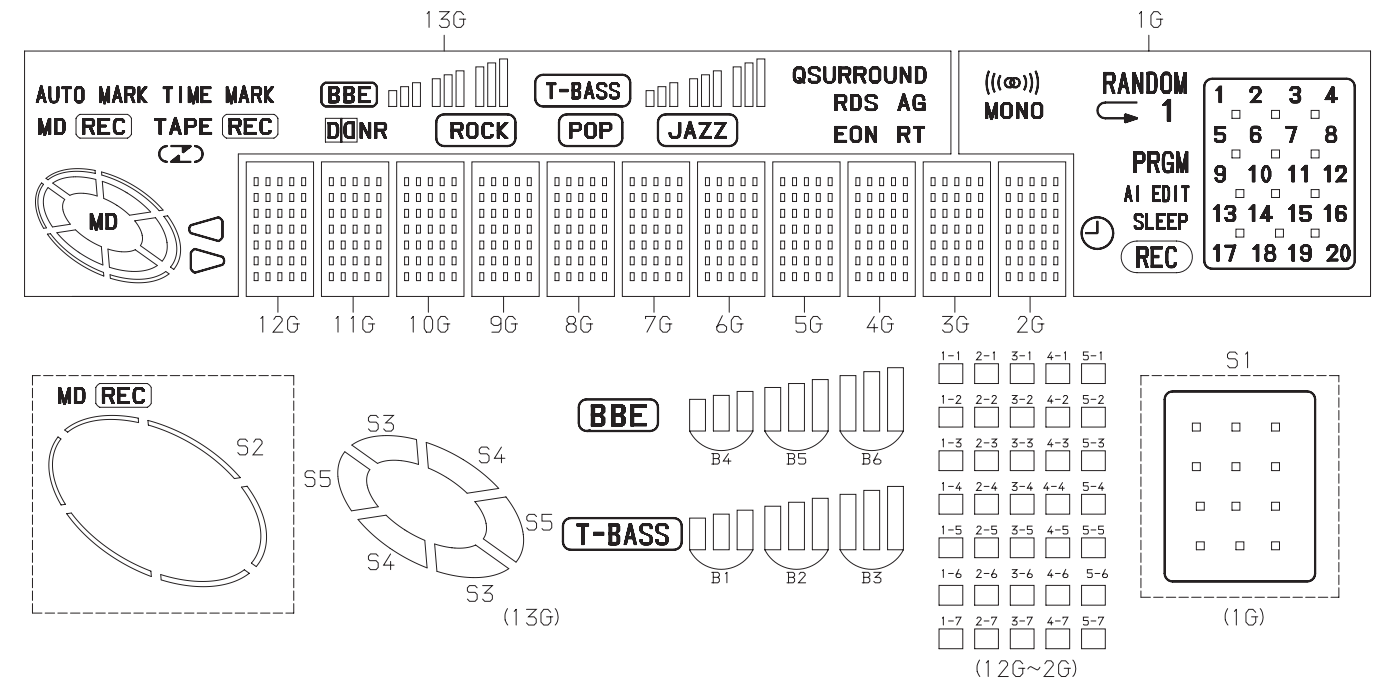 13G 1G
AUTO MARK TIME MARK
MD REC TAPE REC
MD
BBE T-BASS
DDNR ROCK POP JAZZ
QSURROUND
RDS AG
EON RT
MONO
RANDOM
1
PRGM
AI EDIT
SLEEP
REC
1 2 3 4
5 6 7 8
9 10 11 12
13 14 15 16
17 18 19 20
12G 11G 10G 9G 8G 7G 6G 5G 4G 3G 2G
MD REC
S2
S3
S4
S5
S5
S4
S3
(13G)
BBE
B4 B5 B6
T-BASS
B1 B2 B3
1-1 2-1 3-1 4-1 5-1
1-2 2-2 3-2 4-2 5-2
1-3 2-3 3-3 4-3 5-3
1-4 2-4 3-4 4-4 5-4
1-5 2-5 3-5 4-5 5-5
1-6 2-6 3-6 4-6 5-6
1-7 2-7 3-7 4-7 5-7
(12G~2G)
S1
(1G)